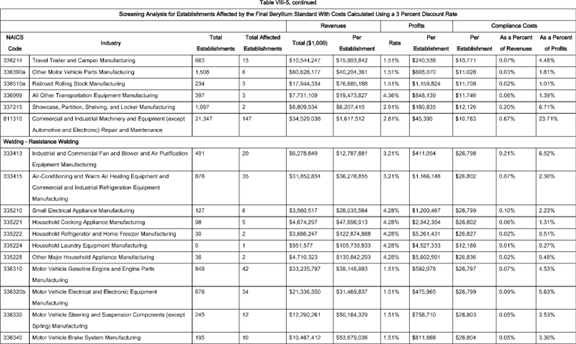 Table VIII-5, continued
Screening Analysis for Establishments Affected by the Final Beryllium Standard With Costs Calculated Using a 3 Percent Discount Rate
Revenues Profits Compliance Costs
NAICS Code Industry Total Establishments Total Affected Establishments Total ($1,000) Per Establishment Rate Per Establishment Per Establishment As a Percent of Revenues As a Percent of Profits
336214 Travel Trailer and Camper Manufacturing 663 13 $10,544,247 $15,903,842 1.51% $240,538 $10,771 0.07% 4.48%
336390a Other Motor Vehicle Parts Manufacturing 1,508 6 $60,628,177 $40,204,361 1.51% $608,070 $11,028 0.03% 1.81%
336510a Railroad Rolling Stock Manufacturing 234 3 $17,944,334 $76,685,188 1.51% $1,159,824 $11,708 0.02% 1.01%
336999 All Other Transportation Equipment Manufacturing 397 3 $7,731,109 $19,473,827 4.36% $848,139 $11,749 0.06% 1.39%
337215 Showcase, Partition, Shelving, and Locker Manufacturing 1,097 2 $6,809,534 $6,207,415 2.91% $180,835 $12,129 0.20% 6.71%
811310 Commercial and Industrial Machinery and Equipment (except 21,347 147 $34,529,038 $1,617,512 2.81% $45,395 $10,763 0.67% 23.71%
Automotive and Electronic) Repair and Maintenance
Welding - Resistance Welding
333413 Industrial and Commercial Fan and Blower and Air Purification 491 20 $6,278,849 $12,787,881 3.21% $411,054 $26,798 0.21% 6.52%
Equipment Manufacturing
333415 Air-Conditioning and Warm Air Heating Equipment and 878 35 $31,852,834 $36,278,855 3.21% $1,166,148 $26,802 0.07% 2.30%
Commercial and Industrial Refrigeration Equipment
Manufacturing
335210 Small Electrical Appliance Manufacturing 127 6 $3,560,517 $28,035,564 4.28% $1,200,467 $26,799 0.10% 2.23%
335221 Household Cooking Appliance Manufacturing 98 5 $4,674,297 $47,696,913 4.28% $2,042,354 $26,802 0.06% 1.31%
335222 Household Refrigerator and Home Freezer Manufacturing 30 2 $3,686,247 $122,874,888 4.28% $5,261,431 $26,827 0.02% 0.51%
335224 Household Laundry Equipment Manufacturing 9 1 $951,577 $105,730,833 4.28% $4,527,333 $12,166 0.01% 0.27%
335228 Other Major Household Appliance Manufacturing 36 2 $4,710,323 $130,842,293 4.28% $5,602,591 $26,836 0.02% 0.48%
336310 Motor Vehicle Gasoline Engine and Engine Parts 849 42 $33,235,797 $39,146,993 1.51% $592,078 $26,797 0.07% 4.53%
Manufacturing
336320b Motor Vehicle Electrical and Electronic Equipment 678 34 $21,336,550 $31,469,837 1.51% $475,965 $26,799 0.09% 5.63%
Manufacturing
336330 Motor Vehicle Steering and Suspension Components (except 245 12 $12,290,261 $50,164,329 1.51% $758,710 $26,803 0.05% 3.53%
Spring) Manufacturing
336340 Motor Vehicle Brake System Manufacturing 195 10 $10,467,412 $53,679,036 1.51% $811,868 $26,804 0.05% 3.30%